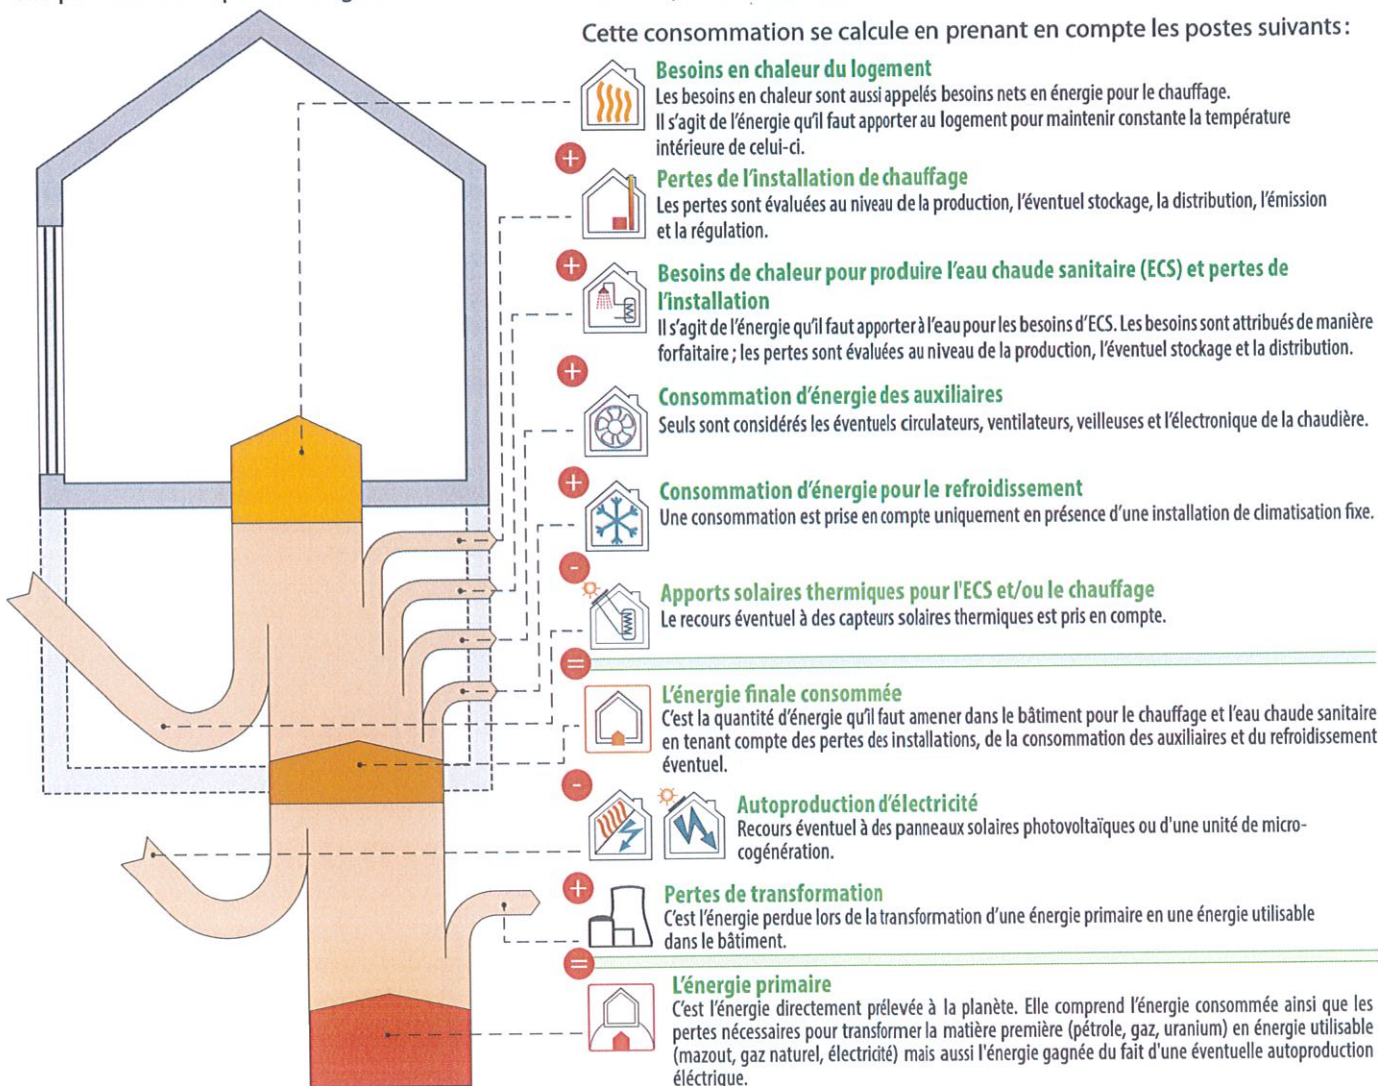 Cette consommation se calcule en prenant en compte les postes suivants :
Besoins en chaleur du logement
Les besoins en chaleur sont aussi appelés besoins nets en énergie pour le chauffage.
Il s'agit de l'énergie qu'il faut apporter au logement pour maintenir constante la température
intérieure de celui-ci.
+
Pertes de l'installation de chauffage
Les pertes sont évaluées au niveau de la production, l'éventuel stockage, la distribution, l'émission
et la régulation.
+
Besoins de chaleur pour produire l'eau chaude sanitaire (ECS) et pertes de
l'installation
Il s'agit de l'énergie qu'il faut apporter à l'eau pour les besoins d'ECS. Les besoins sont attribués de manière
forfaitaire ; les pertes sont évaluées au niveau de la production, l'éventuel stockage et la distribution.
+
Consommation d'énergie des auxiliaires
Seuls sont considérés les éventuels circulateurs, ventilateurs, veilleuses et l'électronique de la chaudière.
+
Consommation d'énergie pour le refroidissement
Une consommation est prise en compte uniquement en présence d'une installation de climatisation fixe.
-
Apports solaires thermiques pour l'ECS et/ou le chauffage
Le recours éventuel à des capteurs solaires thermiques est pris en compte.
=
L'énergie finale consommée
C'est la quantité d'énergie qu'il faut amener dans le bâtiment pour le chauffage et l'eau chaude sanitaire
en tenant compte des pertes des installations, de la consommation des auxiliaires et du refroidissement
éventuel.
-
Autoproduction d'électricité
Recours éventuel à des panneaux solaires photovoltaïques ou d'une unité de micro-
cogénération.
+
Pertes de transformation
C'est l'énergie perdue lors de la transformation d'une énergie primaire en une énergie utilisable
dans le bâtiment.
=
L'énergie primaire
C'est l'énergie directement prélevée à la planète. Elle comprend l'énergie consommée ainsi que les
pertes nécessaires pour transformer la matière première (pétrole, gaz, uranium) en énergie utilisable
(mazout, gaz naturel, électricité) mais aussi l'énergie gagnée du fait d'une éventuelle autoproduction
éléctrique.